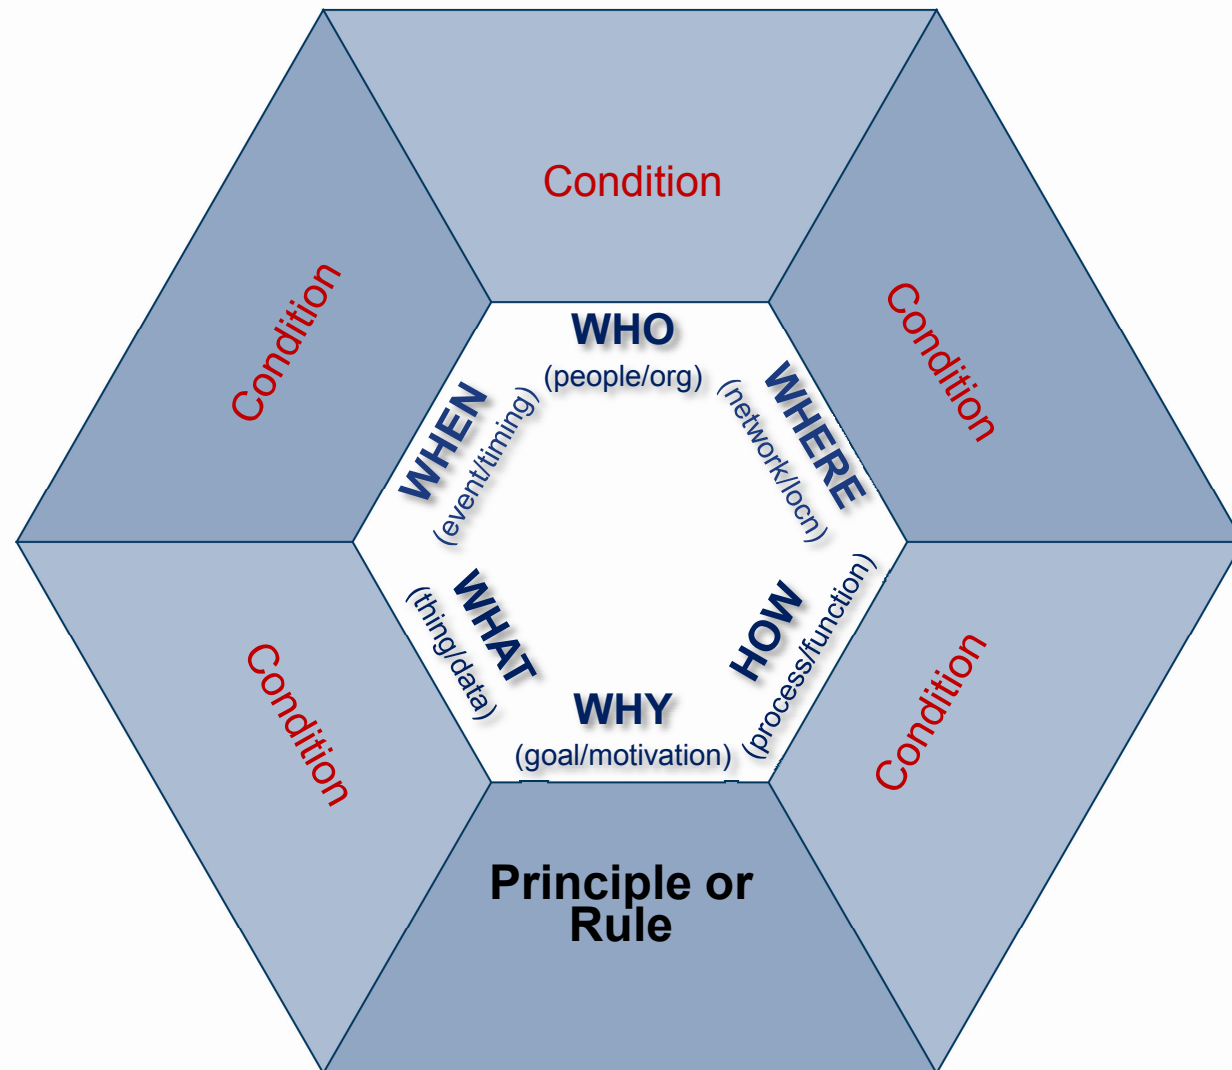 Condition
Condition
Condition
WHO
(people/org)
WHEN
(event/timing)
WHERE
(network/locn)
WHAT
(thing/data)
HOW
(process/function)
WHY
(goal/motivation)
Condition
Condition
Principle or
Rule